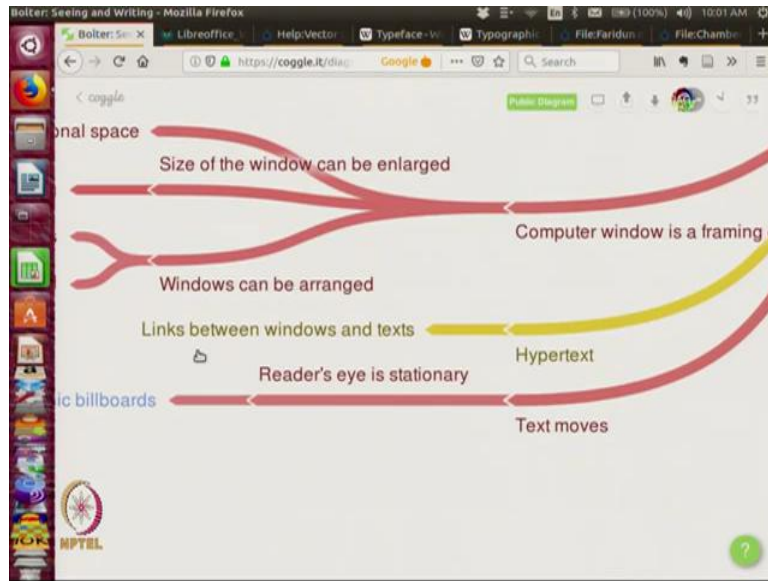 Bolter: Seeing and Writing - Mozilla Firefox
En (100%) 10:01 AM
Bolter: Se × Libreoffice_ Help:Vector W Typeface - W W Typographic File:Faridun File:Chambe +
https://coggle.it/diag Google Search
< coggle
Public Diagram
onal space
Size of the window can be enlarged
Computer window is a framing
Windows can be arranged
Links between windows and texts
Hypertext
Reader's eye is stationary
ic billboards
Text moves
NPTEL
?